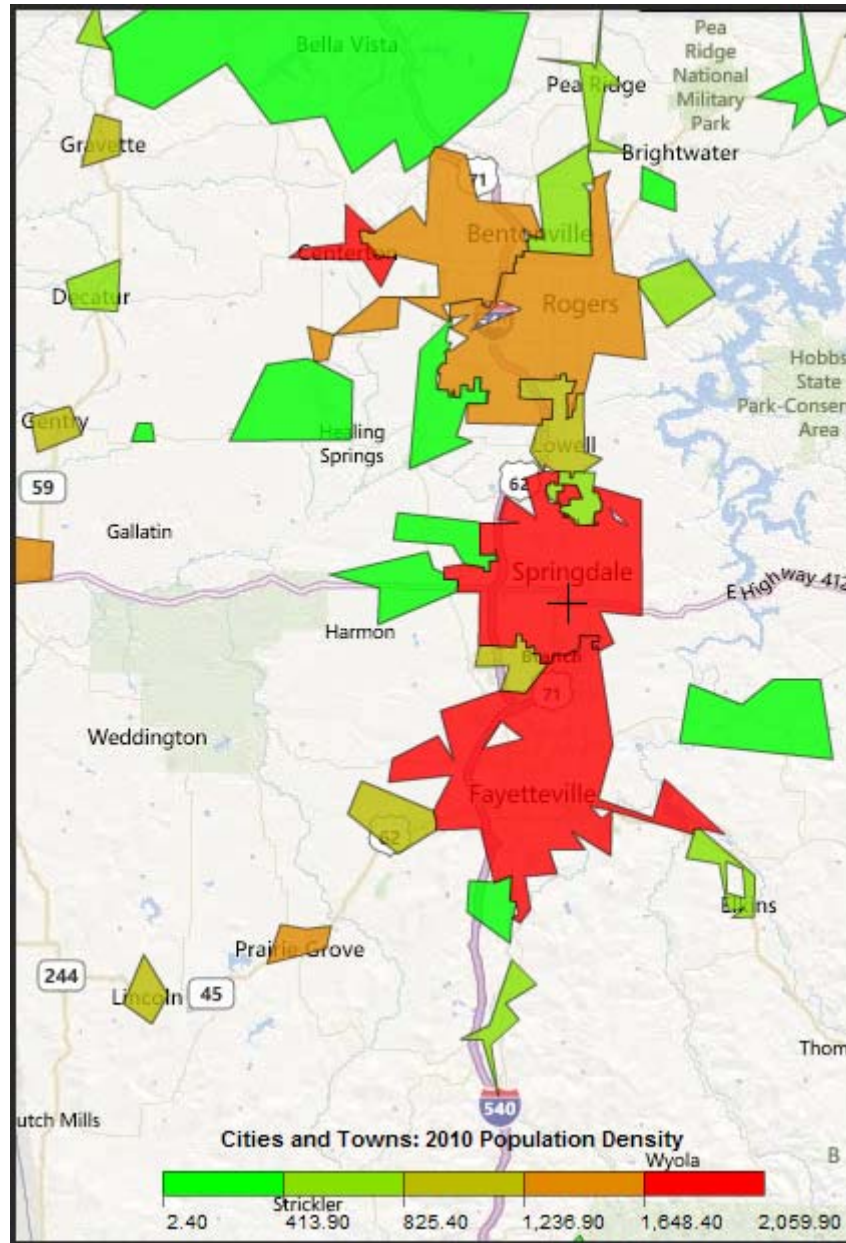 Bella Vista
Pea
Ridge
National
Military
Park
Pea Ridge
Gravette
Brightwater
71
Bentonville
Centerton
Decatur
Rogers
Hobbs
State
Park-Conser
Area
Gentry
Healing
Springs
Lowell
59
62
Gallatin
Springdale
E Highway 412
Harmon
Branch
71
Weddington
Fayetteville
62
Elkins
Prairie Grove
244
Lincoln
45
Thom
540
utch Mills
Cities and Towns: 2010 Population Density
Wyola
B
Strickler
2.40 413.90 825.40 1,236.90 1,648.40 2,059.90